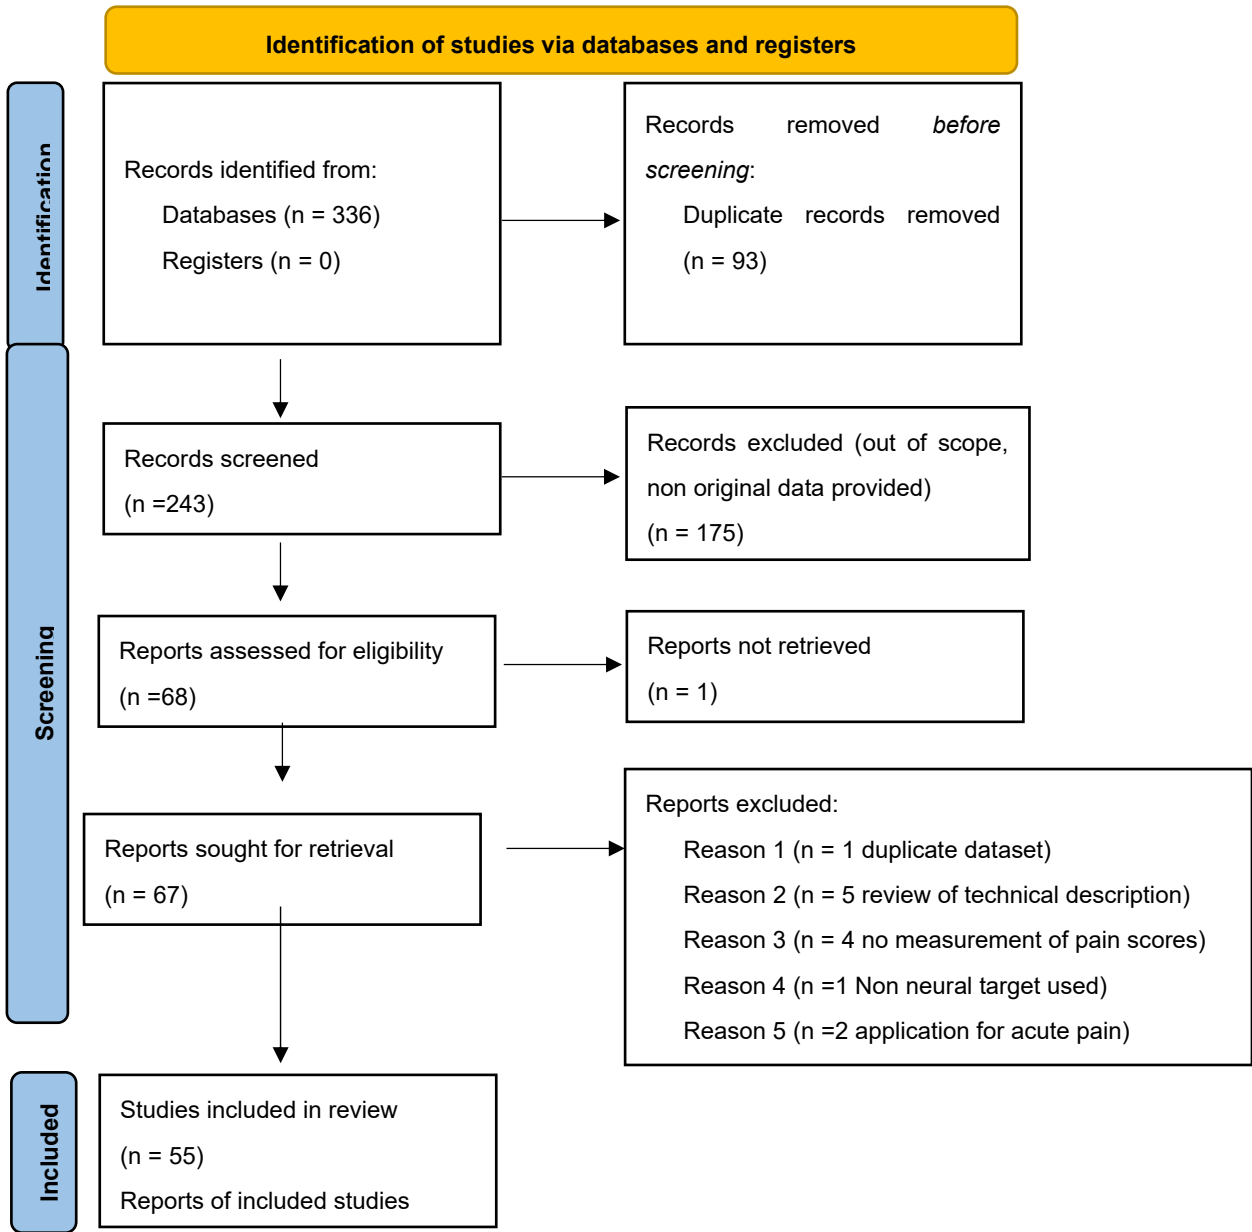 Identification of studies via databases and registers
Identification
Records identified from:
Databases (n = 336)
Registers (n = 0)
Records removed before
screening:
Duplicate records removed
(n = 93)
Screening
Records screened
(n =243)
Records excluded (out of scope,
non original data provided)
(n = 175)
Reports assessed for eligibility
(n =68)
Reports not retrieved
(n = 1)
Reports sought for retrieval
(n = 67)
Reports excluded:
Reason 1 (n = 1 duplicate dataset)
Reason 2 (n = 5 review of technical description)
Reason 3 (n = 4 no measurement of pain scores)
Reason 4 (n =1 Non neural target used)
Reason 5 (n =2 application for acute pain)
Included
Studies included in review
(n = 55)
Reports of included studies